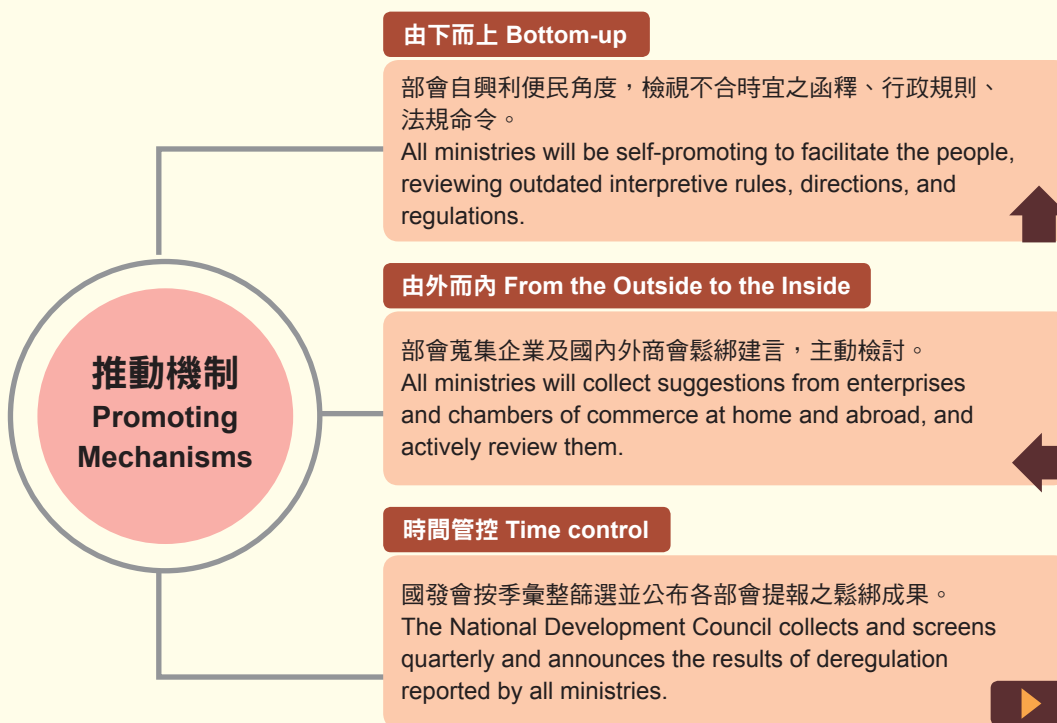 由下而上 Bottom-up
部會自興利便民角度，檢視不合時宜之函釋、行政規則、
法規命令。
All ministries will be self-promoting to facilitate the people,
reviewing outdated interpretive rules, directions, and
regulations.
推動機制
Promoting
Mechanisms
由外而內 From the Outside to the Inside
部會蒐集企業及國內外商會鬆綁建言，主動檢討。
All ministries will collect suggestions from enterprises
and chambers of commerce at home and abroad, and
actively review them.
時間管控 Time control
國發會按季彙整篩選並公布各部會提報之鬆綁成果。
The National Development Council collects and screens
quarterly and announces the results of deregulation
reported by all ministries.